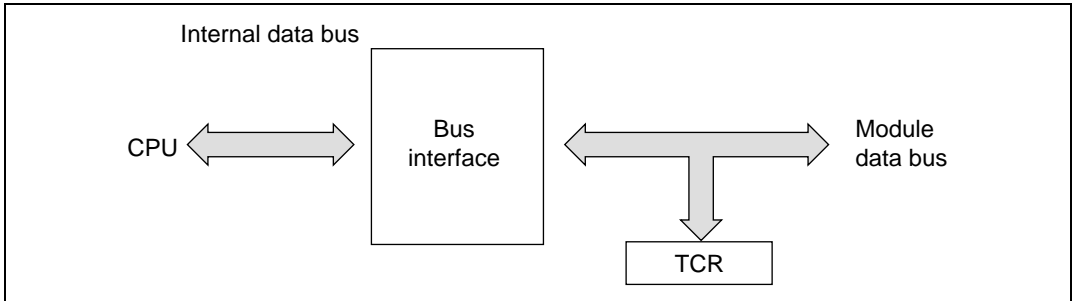 Internal data bus
CPU
Bus
interface
Module
data bus
TCR